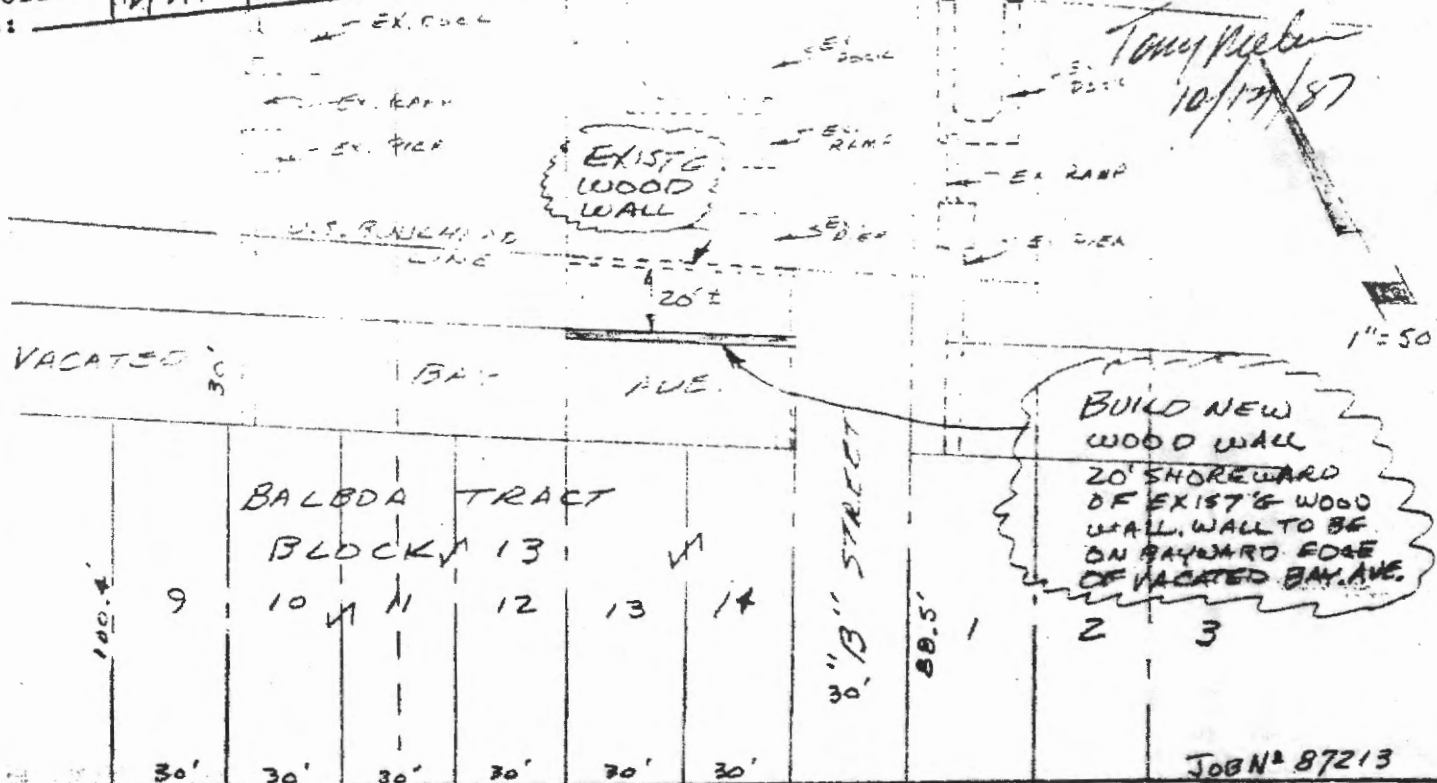 EX. DOCK
EX. RAMP
EX. PIER
EX. DOCK
EX. RAMP
EX. PIER
EXIST'G
WOOD
WALL
Tony
10/
/87
EX. DOCK
EX RAMP
EX. PIER
U.S. BULKHEAD
LINE
20' ±
1"=50'
VACATED
30'
BAY
AVE.
BUILD NEW
WOOD WALL
20' SHOREWARD
OF EXIST'G WOOD
WALL. WALL TO BE
ON BAYWARD EDGE
OF VACATED BAY. AVE.
BALBOA TRACT
BLOCK 13
100.4'
9 10 11 12 13 14
30' "B" STREET
88.5'
1 2 3
30' 30' 30' 30' 30' 30'
JOB Nº 87213